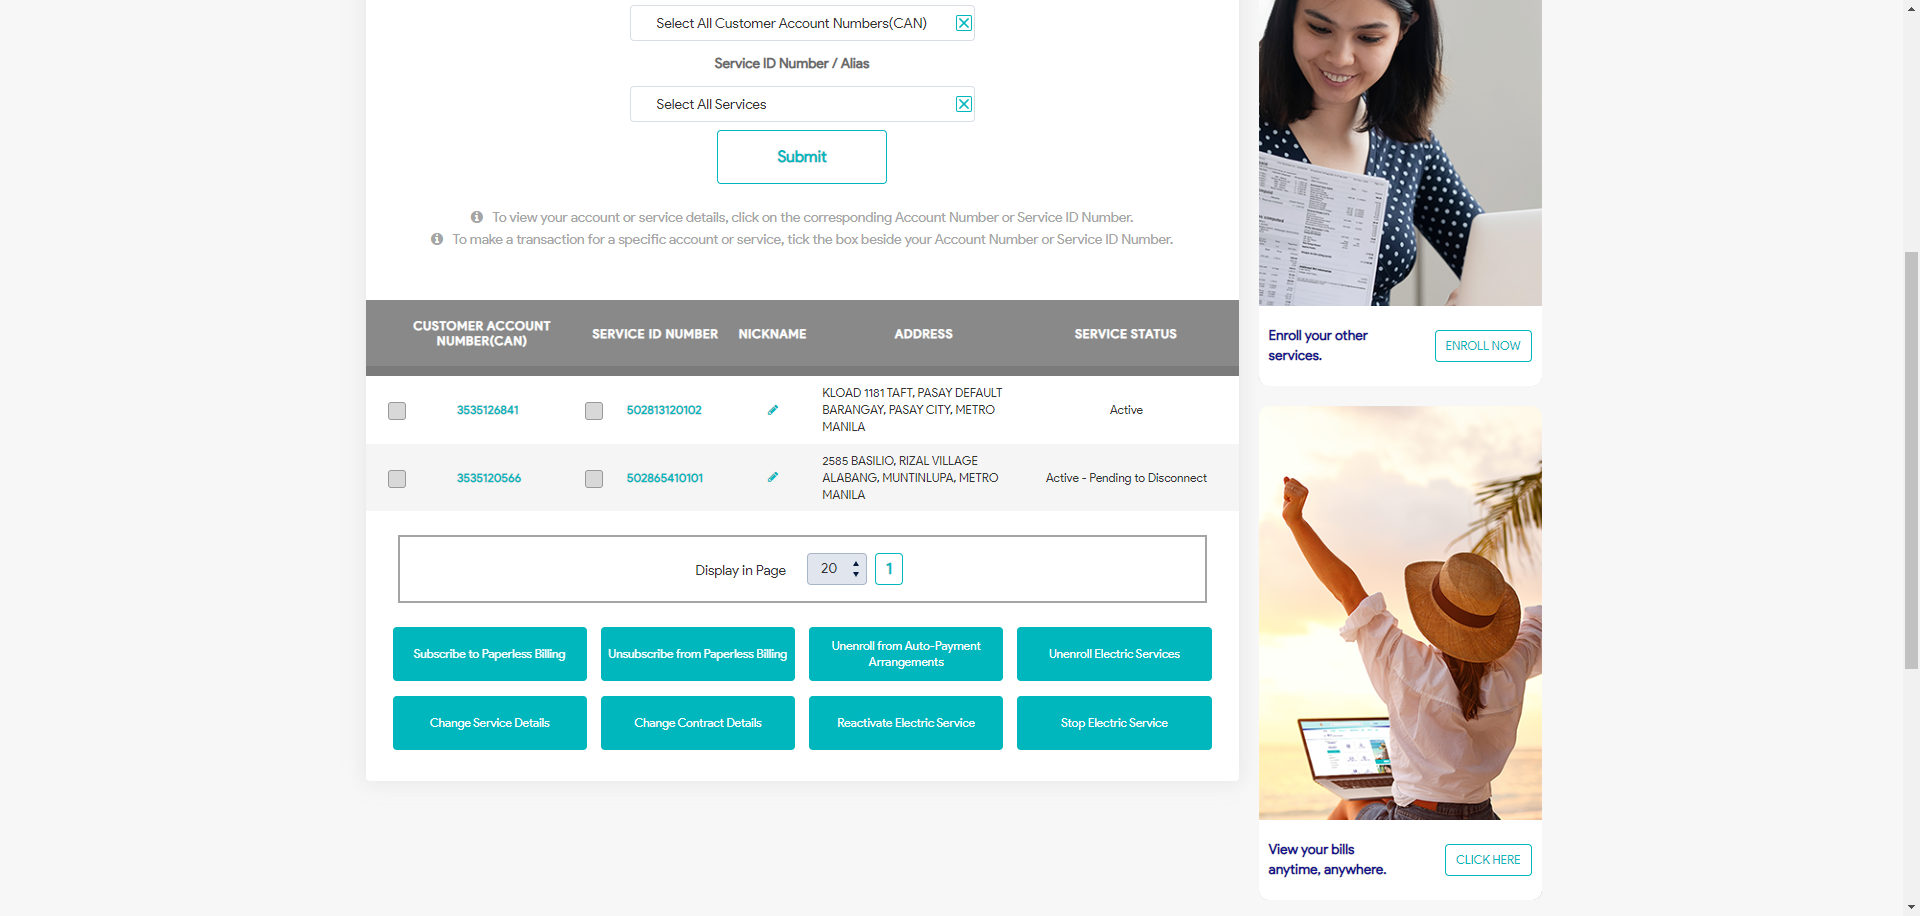 Select All Customer Account Numbers(CAN)
Service ID Number / Alias
Select All Services
Submit
To view your account or service details, click on the corresponding Account Number or Service ID Number.
To make a transaction for a specific account or service, tick the box beside your Account Number or Service ID Number.
CUSTOMER ACCOUNT
NUMBER(CAN)
SERVICE ID NUMBER
NICKNAME
ADDRESS
SERVICE STATUS
3535126841
502813120102
KLOAD 1181 TAFT, PASAY DEFAULT
BARANGAY, PASAY CITY, METRO
MANILA
Active
3535120566
502865410101
2585 BASILIO, RIZAL VILLAGE
ALABANG, MUNTINLUPA, METRO
MANILA
Active - Pending to Disconnect
Display in Page
20
1
Subscribe to Paperless Billing
Unsubscribe from Paperless Billing
Unenroll from Auto-Payment
Arrangements
Unenroll Electric Services
Change Service Details
Change Contract Details
Reactivate Electric Service
Stop Electric Service
Enroll your other
services.
ENROLL NOW
View your bills
anytime, anywhere.
CLICK HERE